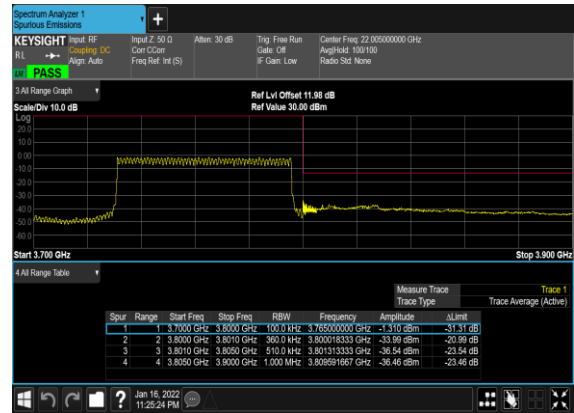 Spectrum Analyzer 1
Spurious Emissions
+
KEYSIGHT Input: RF Input Z: 50 Ω Atten: 30 dB Trig: Free Run Center Freq: 22.005000000 GHz
RL Coupling: DC Corr CCorr Gate: Off Avg|Hold: 100/100
Align: Auto Freq Ref: Int (S) IF Gain: Low Radio Std: None
PASS
3 All Range Graph Ref Lvl Offset 11.98 dB
Scale/Div 10.0 dB Ref Value 30.00 dBm
Log
20.0
10.0
0.00
-10.0
-20.0
-30.0
-40.0
-50.0
-60.0
Start 3.700 GHz Stop 3.900 GHz
4 All Range Table
Measure Trace Trace 1
Trace Type Trace Average (Active)
Spur Range Start Freq Stop Freq RBW Frequency Amplitude ΔLimit
1 1 3.7000 GHz 3.8000 GHz 100.0 kHz 3.765000000 GHz -1.310 dBm -31.31 dB
2 2 3.8000 GHz 3.8010 GHz 360.0 kHz 3.800018333 GHz -33.99 dBm -20.99 dB
3 3 3.8010 GHz 3.8050 GHz 510.0 kHz 3.801313333 GHz -36.54 dBm -23.54 dB
4 4 3.8050 GHz 3.9000 GHz 1.000 MHz 3.809591667 GHz -36.46 dBm -23.46 dB
? Jan 16, 2022
11:25:24 PM